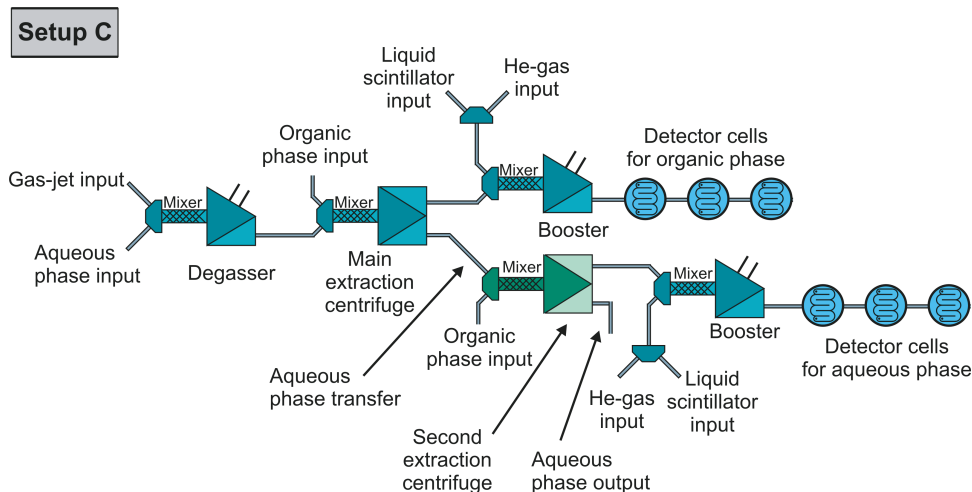 Setup C
Liquid
scintillator
input
He-gas
input
Organic
phase input
Detector cells
for organic phase
Gas-jet input
Mixer
Mixer
Mixer
Aqueous
phase input
Degasser
Main
extraction
centrifuge
Booster
Mixer
Mixer
Organic
phase input
Booster
Detector cells
for aqueous phase
Aqueous
phase transfer
He-gas
input
Liquid
scintillator
input
Second
extraction
centrifuge
Aqueous
phase output